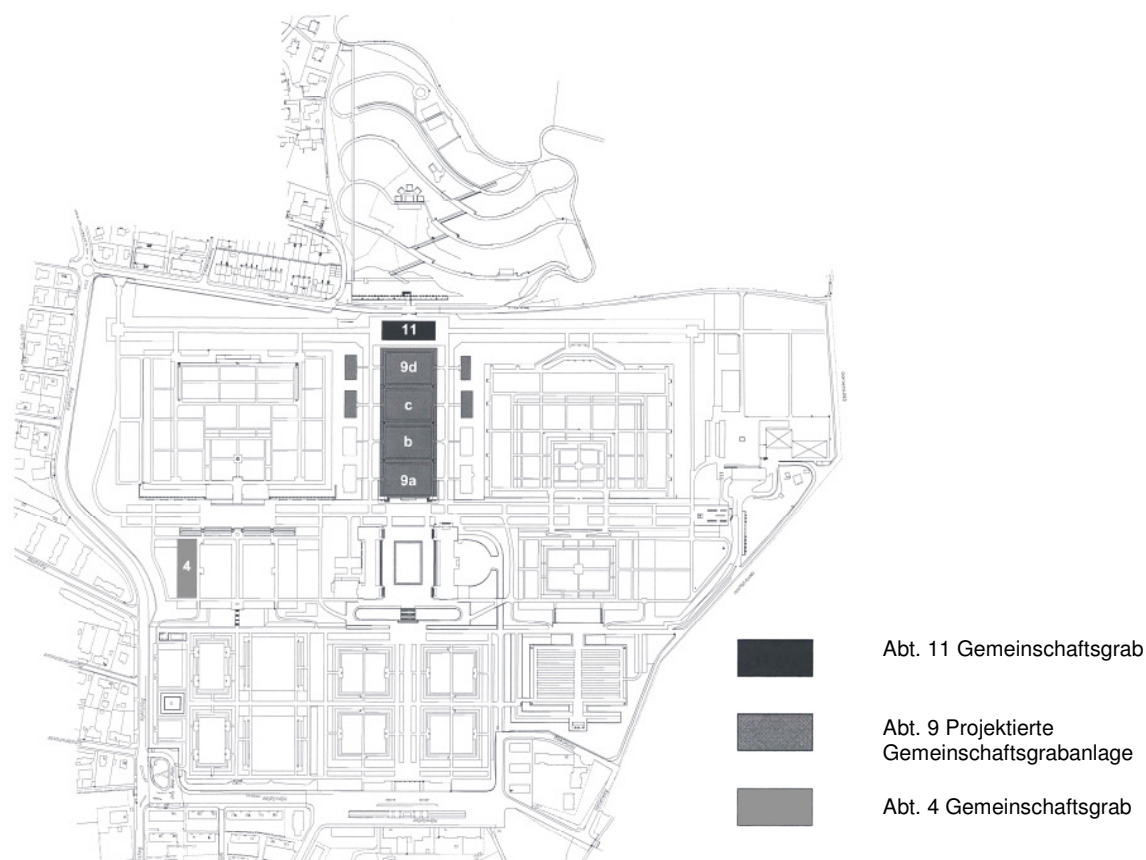 11
9d
c
b
9a
4
Abt. 11 Gemeinschaftsgrab
Abt. 9 Projektierte
Gemeinschaftsgrabanlage
Abt. 4 Gemeinschaftsgrab